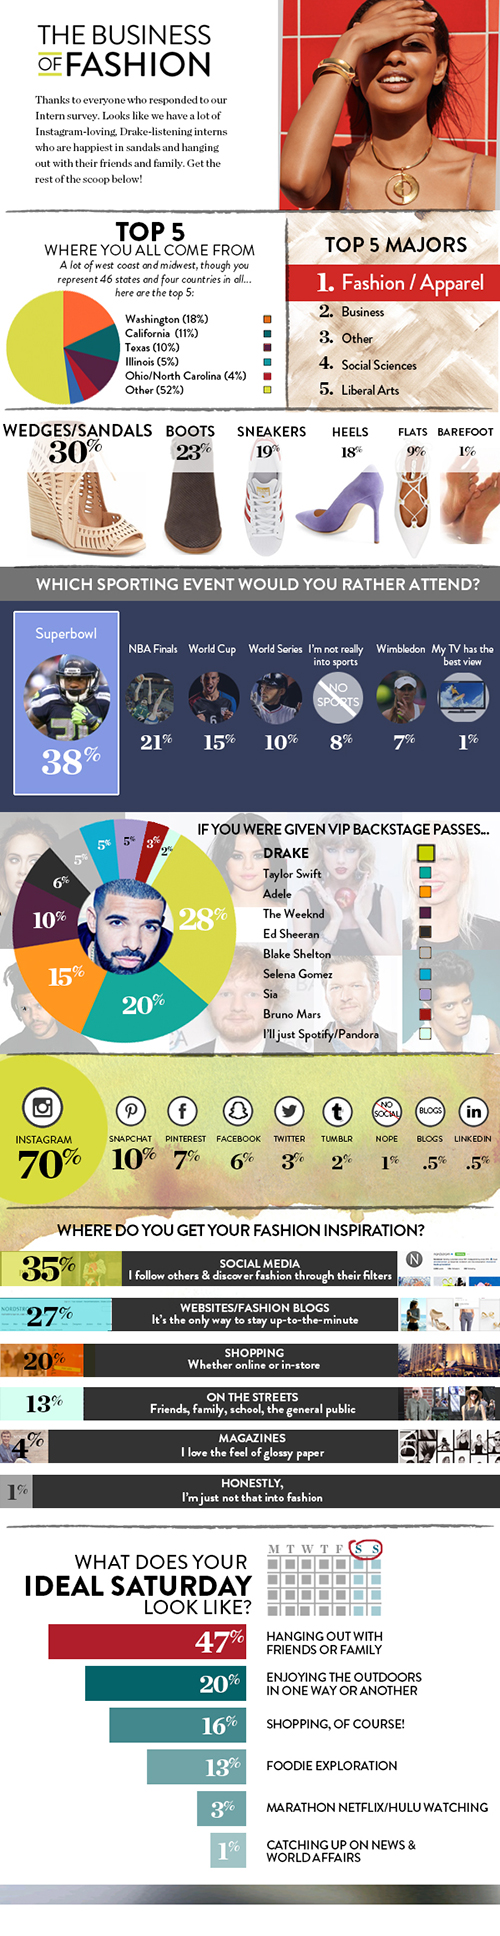 THE BUSINESS
OF FASHION
Thanks to everyone who responded to our
Intern survey. Looks like we have a lot of
Instagram-loving, Drake-listening interns
who are happiest in sandals and hanging
out with their friends and family. Get the
rest of the scoop below!
TOP 5
WHERE YOU ALL COME FROM
A lot of west coast and midwest, though you
represent 46 states and four countries in all...
here are the top 5:
Washington (18%)
California (11%)
Texas (10%)
Illinois (5%)
Ohio/North Carolina (4%)
Other (52%)
TOP 5 MAJORS
1. Fashion / Apparel
2. Business
3. Other
4. Social Sciences
5. Liberal Arts
WEDGES/SANDALS
30%
BOOTS
23%
SNEAKERS
19%
HEELS
18%
FLATS
9%
BAREFOOT
1%
WHICH SPORTING EVENT WOULD YOU RATHER ATTEND?
Superbowl
38%
NBA Finals
21%
World Cup
15%
World Series
10%
I'm not really
into sports
NO
SPORTS
8%
Wimbledon
7%
My TV has the
best view
1%
IF YOU WERE GIVEN VIP BACKSTAGE PASSES...
28%
20%
15%
10%
6%
5%
5%
5%
3%
2%
DRAKE
Taylor Swift
Adele
The Weeknd
Ed Sheeran
Blake Shelton
Selena Gomez
Sia
Bruno Mars
I'll just Spotify/Pandora
INSTAGRAM
70%
SNAPCHAT
10%
PINTEREST
7%
FACEBOOK
6%
TWITTER
3%
TUMBLR
2%
NO
SOCIAL
NOPE
1%
BLOGS
BLOGS
.5%
in
LINKEDIN
.5%
WHERE DO YOU GET YOUR FASHION INSPIRATION?
35%
SOCIAL MEDIA
I follow others & discover fashion through their filters
27%
WEBSITES/FASHION BLOGS
It's the only way to stay up-to-the-minute
20%
SHOPPING
Whether online or in-store
13%
ON THE STREETS
Friends, family, school, the general public
4%
MAGAZINES
I love the feel of glossy paper
1%
HONESTLY,
I'm just not that into fashion
WHAT DOES YOUR
IDEAL SATURDAY
LOOK LIKE?
M T W T F S S
47%
HANGING OUT WITH
FRIENDS OR FAMILY
20%
ENJOYING THE OUTDOORS
IN ONE WAY OR ANOTHER
16%
SHOPPING, OF COURSE!
13%
FOODIE EXPLORATION
3%
MARATHON NETFLIX/HULU WATCHING
1%
CATCHING UP ON NEWS &
WORLD AFFAIRS